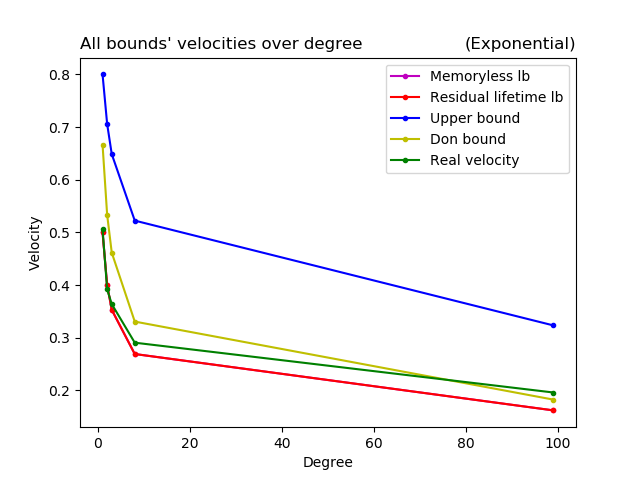 All bounds' velocities over degree (Exponential)
Memoryless lb
Residual lifetime lb
Upper bound
Don bound
Real velocity
0.8
0.7
0.6
0.5
0.4
0.3
0.2
Velocity
0 20 40 60 80 100
Degree